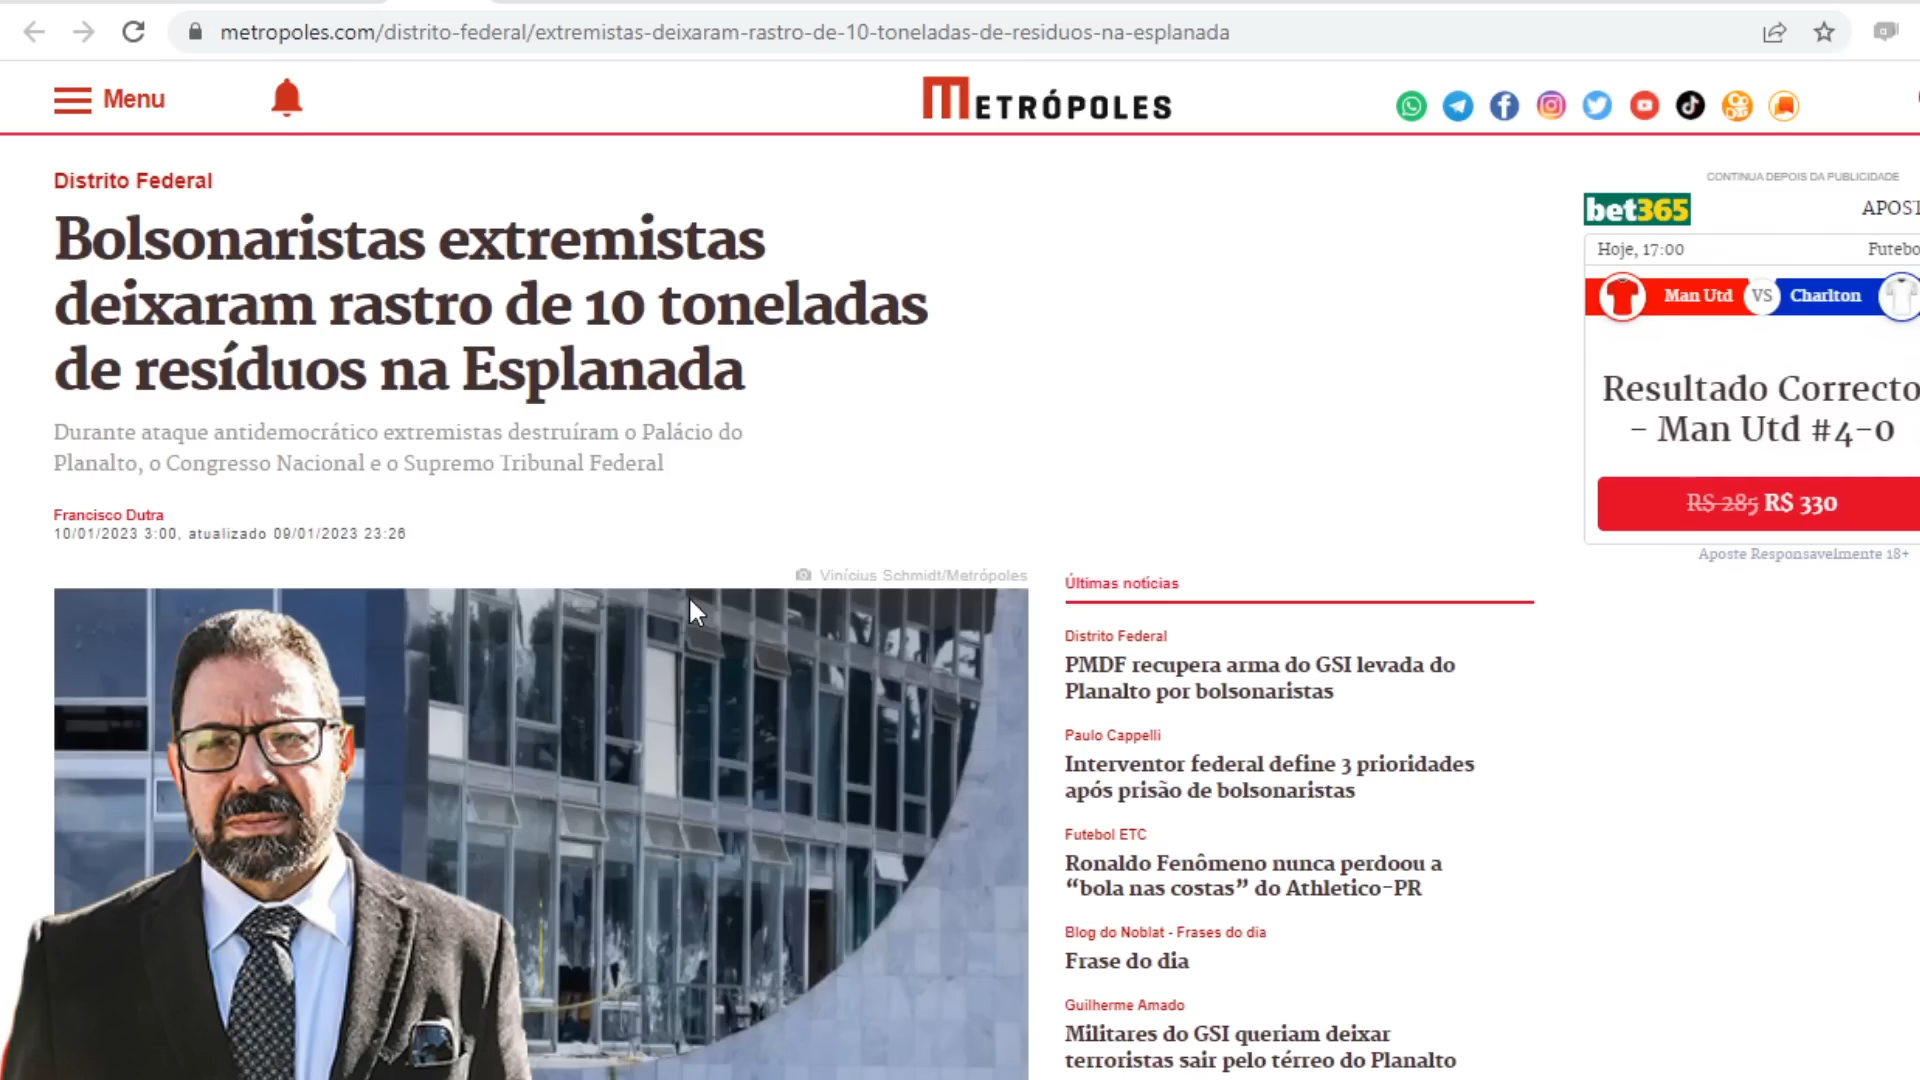 metropoles.com/distrito-federal/extremistas-deixaram-rastro-de-10-toneladas-de-residuos-na-esplanada
Menu
METRÓPOLES
Distrito Federal
Bolsonaristas extremistas
deixaram rastro de 10 toneladas
de resíduos na Esplanada
Durante ataque antidemocrático extremistas destruíram o Palácio do
Planalto, o Congresso Nacional e o Supremo Tribunal Federal
Francisco Dutra
10/01/2023 3:00, atualizado 09/01/2023 23:26
Vinícius Schmidt/Metrópoles
Últimas notícias
Distrito Federal
PMDF recupera arma do GSI levada do
Planalto por bolsonaristas
Paulo Cappelli
Interventor federal define 3 prioridades
após prisão de bolsonaristas
Futebol ETC
Ronaldo Fenômeno nunca perdoou a
“bola nas costas” do Athletico-PR
Blog do Noblat - Frases do dia
Frase do dia
Guilherme Amado
Militares do GSI queriam deixar
terroristas sair pelo térreo do Planalto
CONTINUA DEPOIS DA PUBLICIDADE
bet365
APOST
Hoje, 17:00
Futebo
Man Utd VS Charlton
Resultado Correcto
- Man Utd #4-0
R$ 285 R$ 330
Aposte Responsavelmente 18+